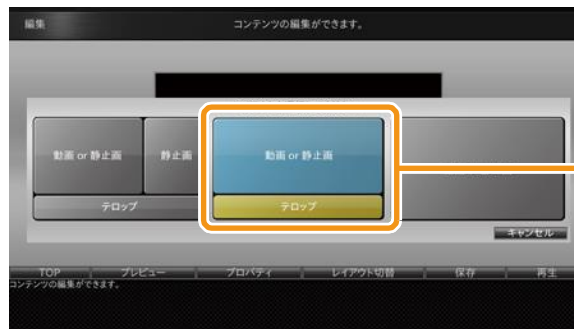 編集
コンテンツの編集ができます。
動画 or 静止画
静止画
テロップ
動画 or 静止画
テロップ
キャンセル
TOP
プレビュー
プロパティ
レイアウト切替
保存
再生
コンテンツの編集ができます。